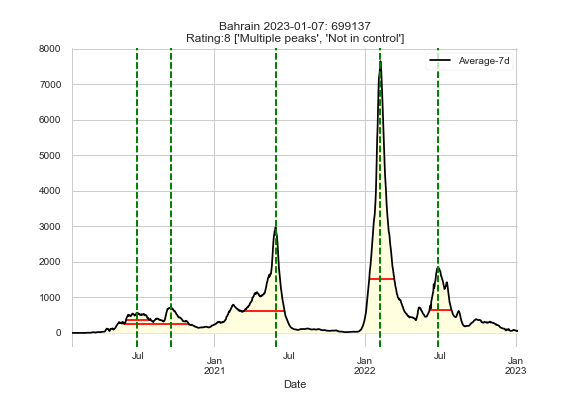 Bahrain 2023-01-07: 699137
Rating:8 ['Multiple peaks', 'Not in control']
Average-7d
8000
7000
6000
5000
4000
3000
2000
1000
0
Jul
Jan
2021
Jul
Jan
2022
Jul
Jan
2023
Date